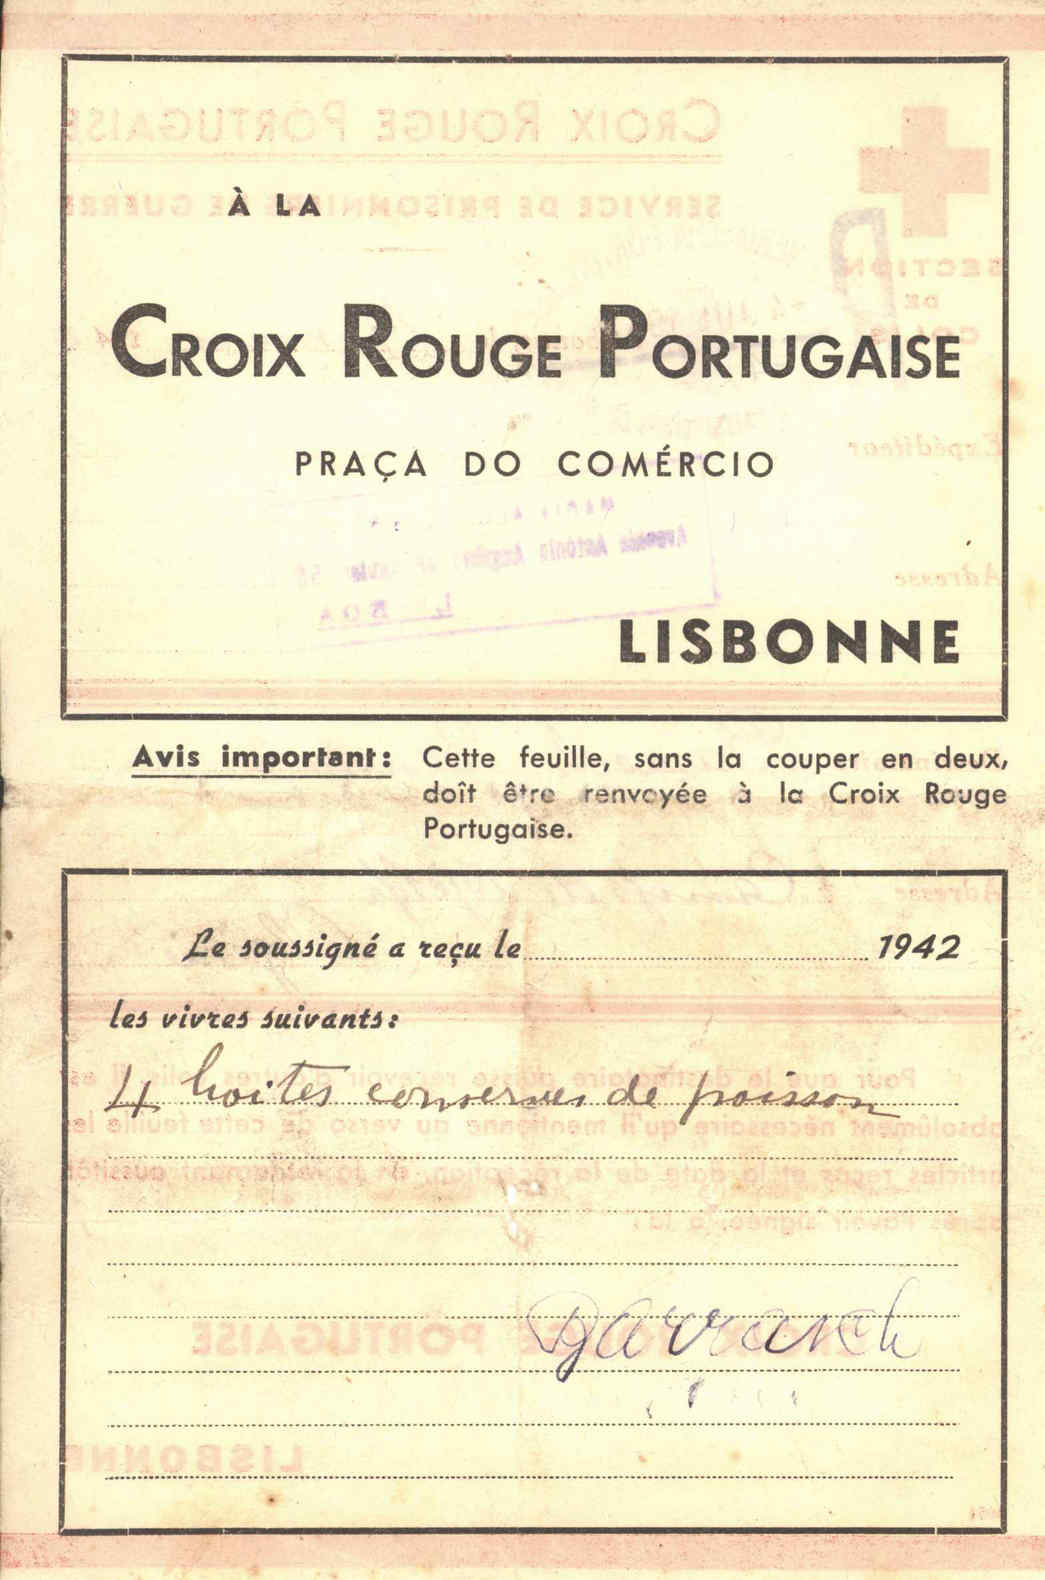 À LA
CROIX ROUGE PORTUGAISE
PRAÇA DO COMÉRCIO
LISBONNE
Avis important: Cette feuille, sans la couper en deux,
doît être renvoyée à la Croix Rouge
Portugaise.
Le soussigné a reçu le 1942
les vivres suivants:
4 boites conserves de poisson